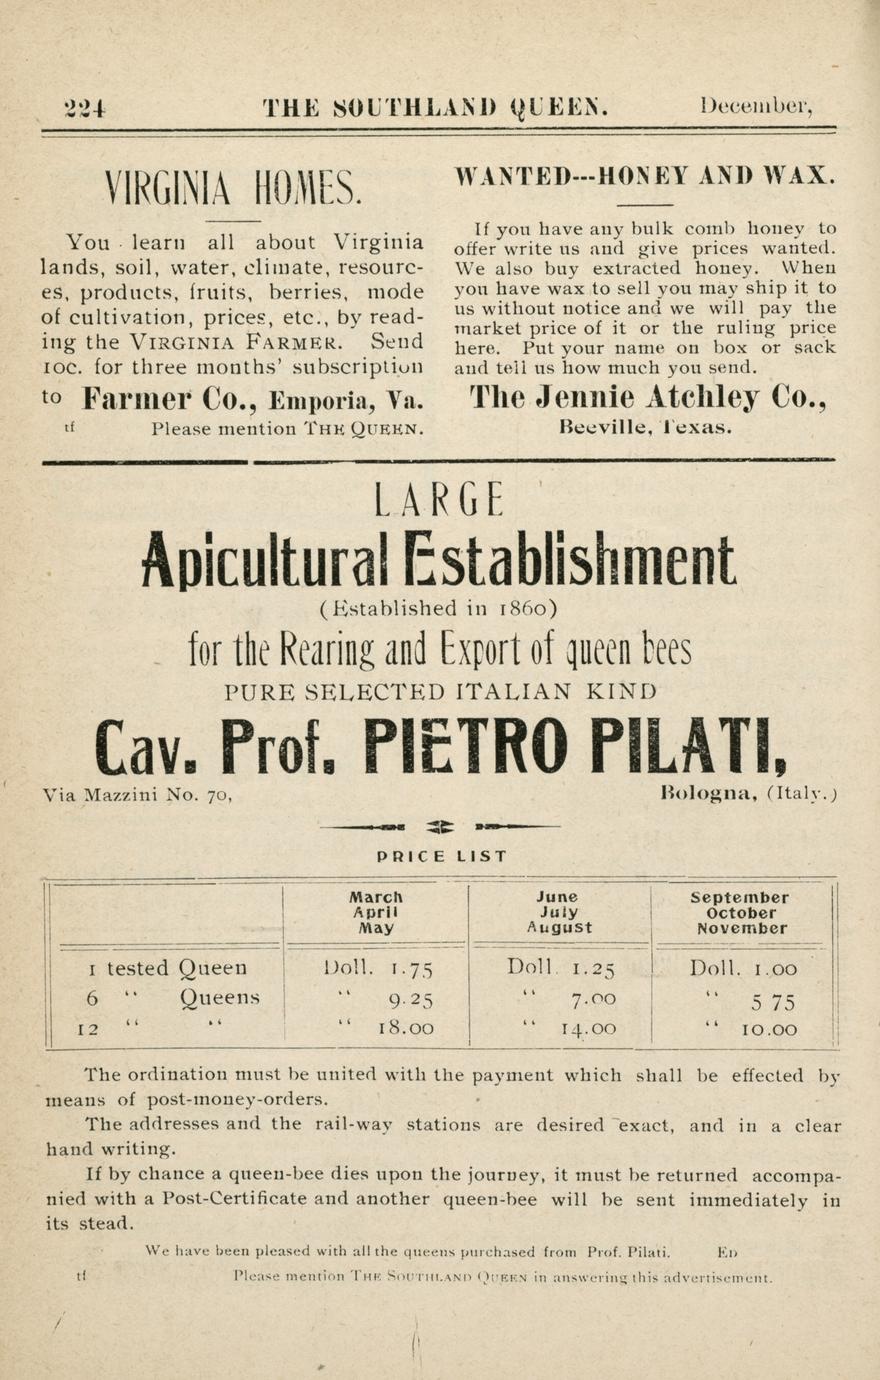 224 THE SOUTHLAND QUEEN. December,
VIRGINIA HOMES.
You learn all about Virginia
lands, soil, water, climate, resourc-
es, products, fruits, berries, mode
of cultivation, prices, etc., by read-
ing the VIRGINIA FARMER. Send
10c. for three months' subscription
to Farmer Co., Emporia, Va.
tf Please mention THE QUEEN.
WANTED---HONEY AND WAX.
If you have any bulk comb honey to
offer write us and give prices wanted.
We also buy extracted honey. When
you have wax to sell you may ship it to
us without notice and we will pay the
market price of it or the ruling price
here. Put your name on box or sack
and tell us how much you send.
The Jennie Atchley Co.,
Beeville, Texas.
LARGE
Apicultural Establishment
(Established in 1860)
for the Rearing and Export of queen bees
PURE SELECTED ITALIAN KIND
Cav. Prof. PIETRO PILATI,
Via Mazzini No. 70, Bologna, (Italy.)
PRICE LIST
March June September
April July October
May August November
1 tested Queen Doll. 1.75 Doll. 1.25 Doll. 1.00
6 " Queens " 9.25 " 7.00 " 5 75
12 " " " 18.00 " 14.00 " 10.00
The ordination must be united with the payment which shall be effected by
means of post-money-orders.
The addresses and the rail-way stations are desired exact, and in a clear
hand writing.
If by chance a queen-bee dies upon the journey, it must be returned accompa-
nied with a Post-Certificate and another queen-bee will be sent immediately in
its stead.
We have been pleased with all the queens purchased from Prof. Pilati. ED
tf Please mention THE SOUTHLAND QUEEN in answering this advertisement.